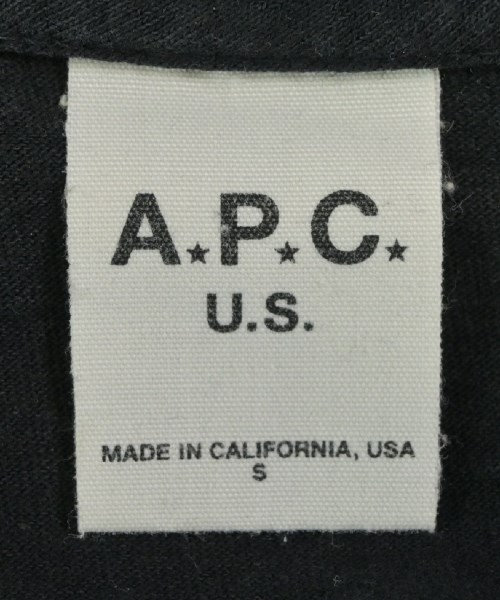 A★P★C★
U.S.
MADE IN CALIFORNIA, USA
S